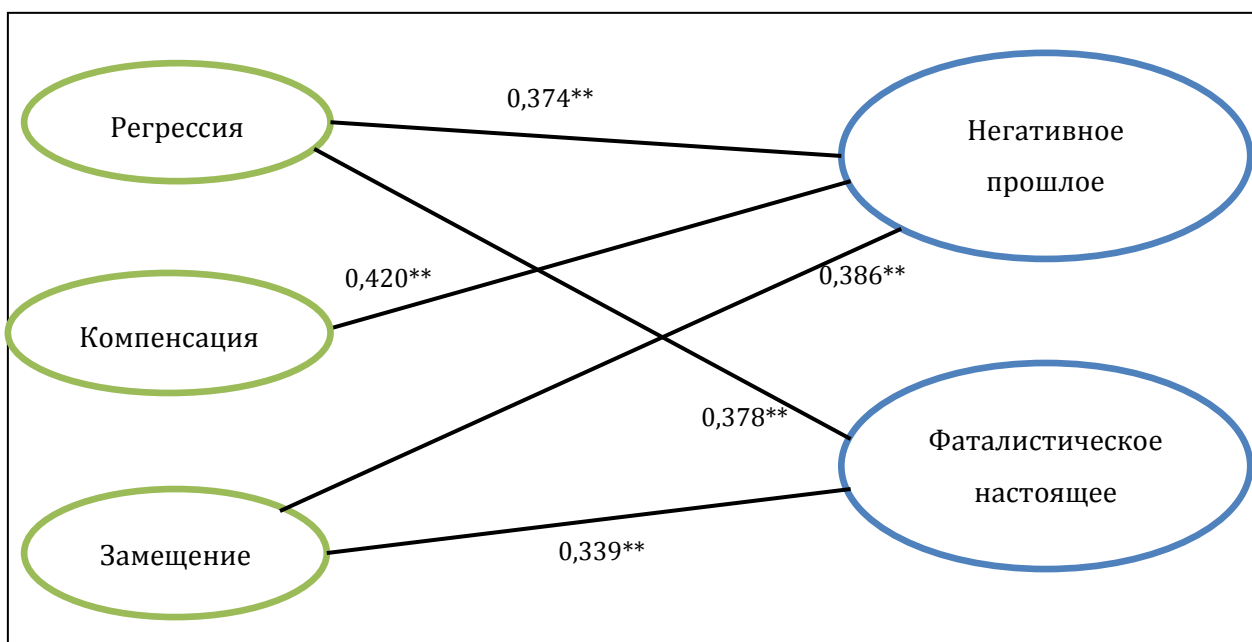 Регрессия
0,374**
Негативное
прошлое
0,420**
0,386**
Компенсация
0,378**
Фаталистическое
настоящее
0,339**
Замещение